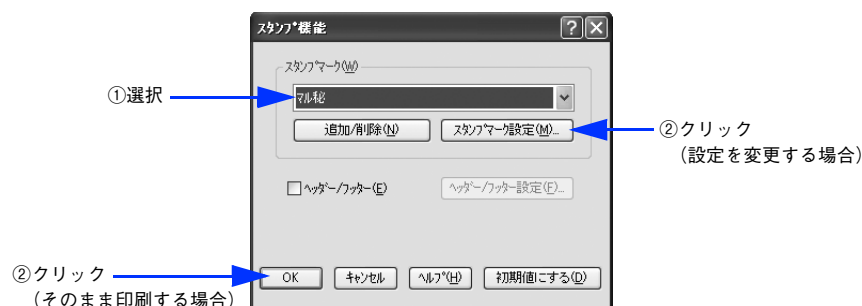 スタンプ機能
スタンプマーク(W)
①選択
マル秘
追加/削除(N)
スタンプマーク設定(M)...
②クリック
(設定を変更する場合)
ヘッダー/フッター(E)
ヘッダー/フッター設定(F)...
②クリック
(そのまま印刷する場合)
OK
キャンセル
ヘルプ(H)
初期値にする(D)